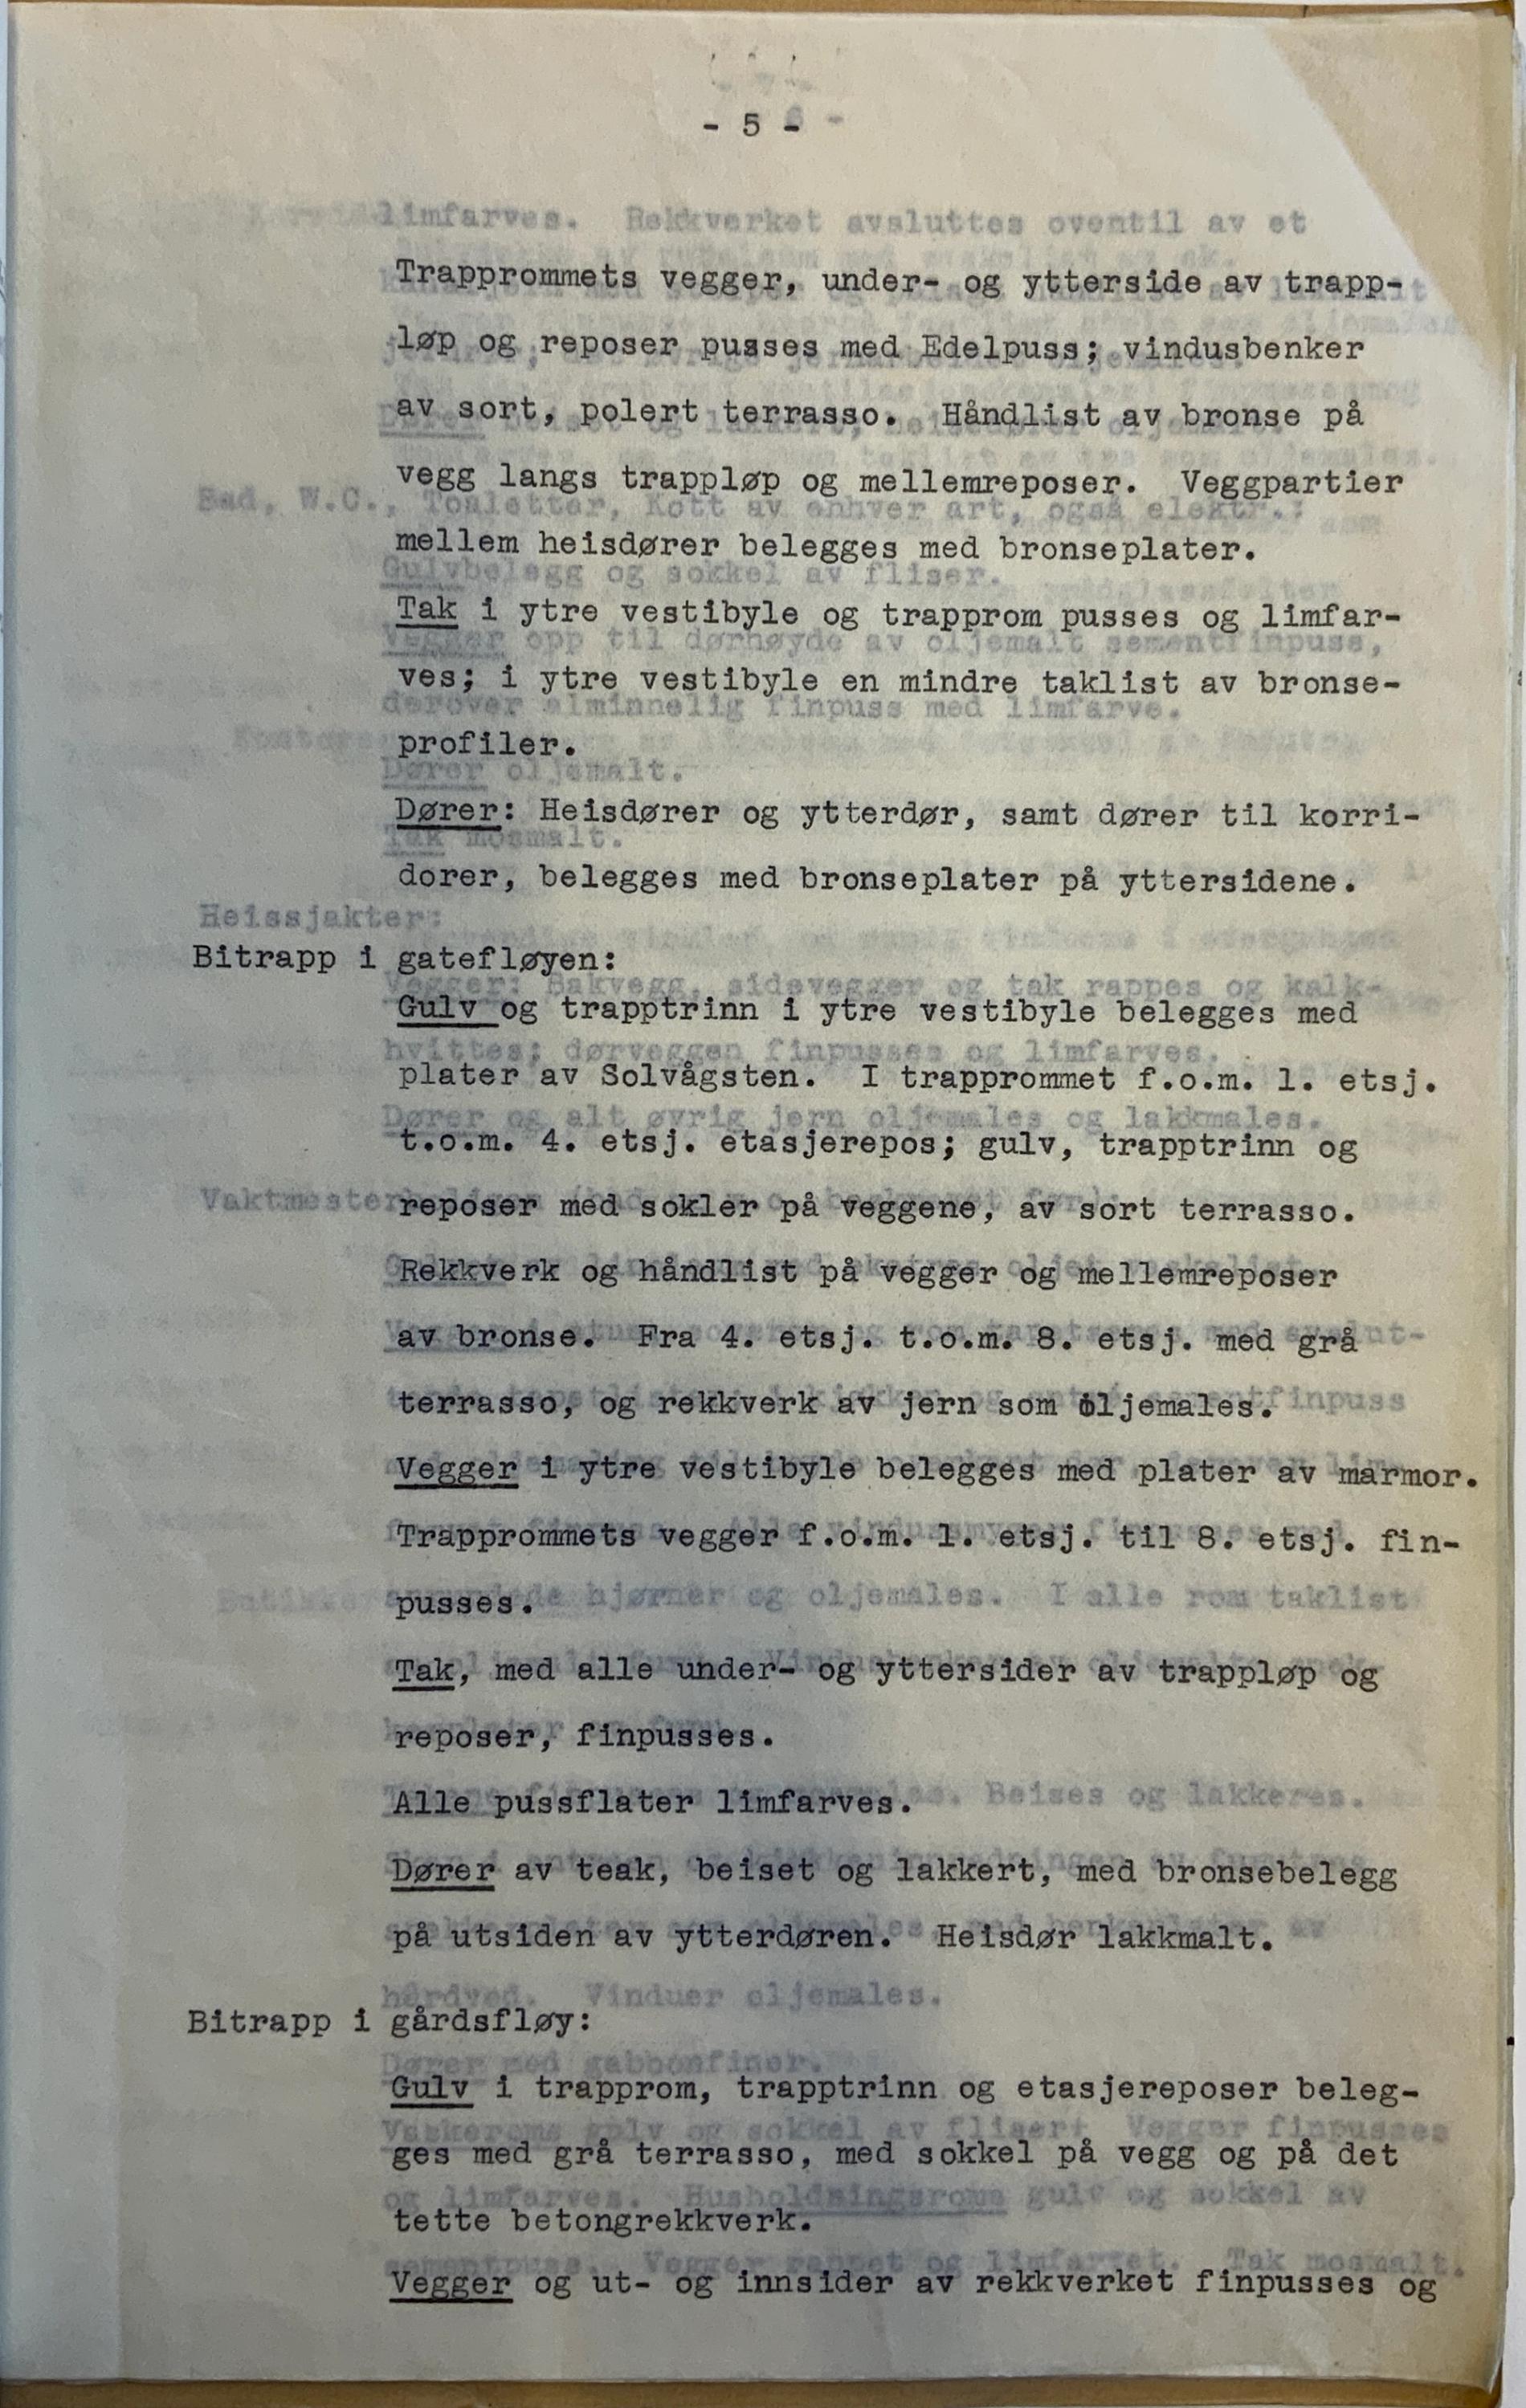 - 5 -
Trapprommets vegger, under- og ytterside av trapp-
løp og reposer pusses med Edelpuss; vindusbenker
av sort, polert terrasso. Håndlist av bronse på
vegg langs trappløp og mellemreposer. Veggpartier
mellem heisdører belegges med bronseplater.
Tak i ytre vestibyle og trapprom pusses og limfar-
ves; i ytre vestibyle en mindre taklist av bronse-
profiler.
Dører: Heisdører og ytterdør, samt dører til korri-
dorer, belegges med bronseplater på yttersidene.
Bitrapp i gatefløyen:
Gulv og trapptrinn i ytre vestibyle belegges med
plater av Solvågsten. I trapprommet f.o.m. 1. etsj.
t.o.m. 4. etsj. etasjerepos; gulv, trapptrinn og
reposer med sokler på veggene, av sort terrasso.
Rekkverk og håndlist på vegger og mellemreposer
av bronse. Fra 4. etsj. t.o.m. 8. etsj. med grå
terrasso, og rekkverk av jern som oljemales.
Vegger i ytre vestibyle belegges med plater av marmor.
Trapprommets vegger f.o.m. 1. etsj. til 8. etsj. fin-
pusses.
Tak, med alle under- og yttersider av trappløp og
reposer, finpusses.
Alle pussflater limfarves.
Dører av teak, beiset og lakkert, med bronsebelegg
på utsiden av ytterdøren. Heisdør lakkmalt.
Bitrapp i gårdsfløy:
Gulv i trapprom, trapptrinn og etasjereposer beleg-
ges med grå terrasso, med sokkel på vegg og på det
tette betongrekkverk.
Vegger og ut- og innsider av rekkverket finpusses og